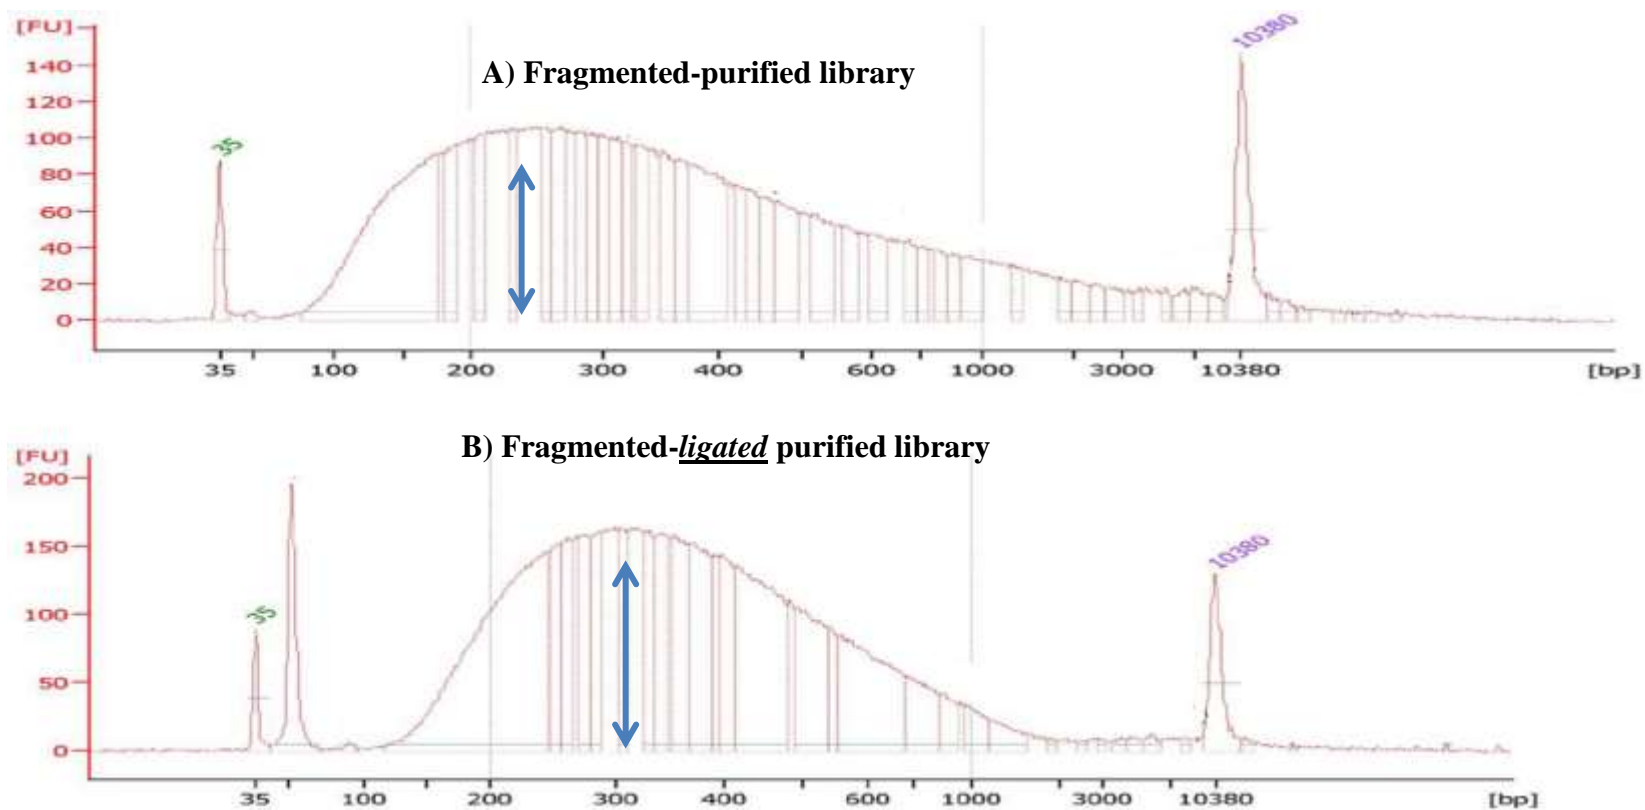 [FU]
A) Fragmented-purified library
10380
140
120
100
35
80
60
40
20
0
35 100 200 300 400 600 1000 3000 10380 [bp]
B) Fragmented-ligated purified library
[FU]
200
150
10380
100
35
50
0
35 100 200 300 400 600 1000 3000 10380 [bp]